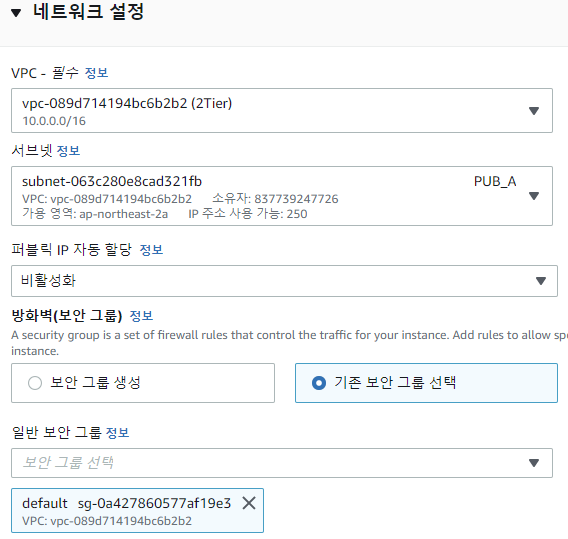 네트워크 설정
VPC - 필수 정보
vpc-089d714194bc6b2b2 (2Tier)
10.0.0.0/16
서브넷 정보
subnet-063c280e8cad321fb PUB_A
VPC: vpc-089d714194bc6b2b2 소유자: 837739247726
가용 영역: ap-northeast-2a IP 주소 사용 가능: 250
퍼블릭 IP 자동 할당 정보
비활성화
방화벽(보안 그룹) 정보
A security group is a set of firewall rules that control the traffic for your instance. Add rules to allow spe
instance.
보안 그룹 생성
기존 보안 그룹 선택
일반 보안 그룹 정보
보안 그룹 선택
default sg-0a427860577af19e3
VPC: vpc-089d714194bc6b2b2